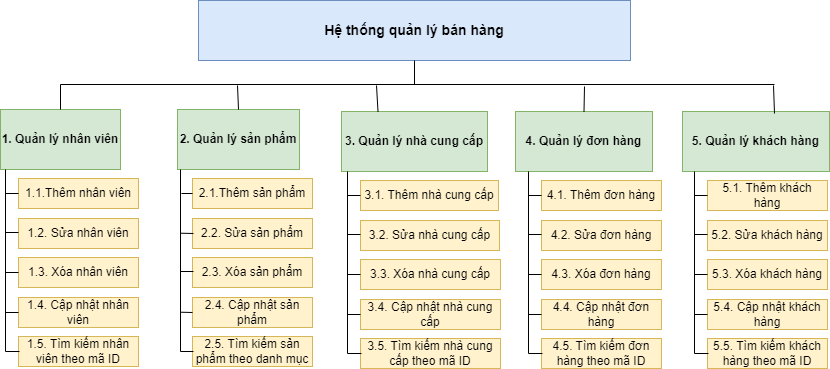 Hệ thống quản lý bán hàng
1. Quản lý nhân viên
2. Quản lý sản phẩm
3. Quản lý nhà cung cấp
4. Quản lý đơn hàng
5. Quản lý khách hàng
1.1.Thêm nhân viên
1.2. Sửa nhân viên
1.3. Xóa nhân viên
1.4. Cập nhật nhân
viên
1.5. Tìm kiếm nhân
viên theo mã ID
2.1.Thêm sản phẩm
2.2. Sửa sản phẩm
2.3. Xóa sản phẩm
2.4. Cập nhật sản
phẩm
2.5. Tìm kiếm sản
phẩm theo danh mục
3.1. Thêm nhà cung cấp
3.2. Sửa nhà cung cấp
3.3. Xóa nhà cung cấp
3.4. Cập nhật nhà cung
cấp
3.5. Tìm kiếm nhà cung
cấp theo mã ID
4.1. Thêm đơn hàng
4.2. Sửa đơn hàng
4.3. Xóa đơn hàng
4.4. Cập nhật đơn
hàng
4.5. Tìm kiếm đơn
hàng theo mã ID
5.1. Thêm khách
hàng
5.2. Sửa khách hàng
5.3. Xóa khách hàng
5.4. Cập nhật khách
hàng
5.5. Tìm kiếm khách
hàng theo mã ID